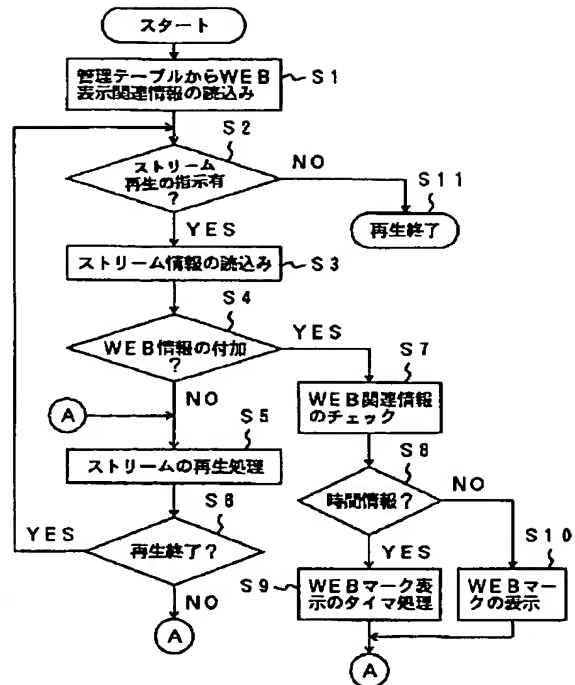 スタート
管理テーブルからWEB
表示関連情報の読込み
S1
S2
ストリーム
再生の指示有
?
NO
S11
再生終了
YES
ストリーム情報の読込み
S3
S4
WEB情報の付加
?
YES
S7
WEB関連情報
のチェック
NO
A
S5
ストリームの再生処理
S8
時間情報?
NO
S6
再生終了?
YES
NO
A
YES
S9
WEBマーク表
示のタイマ処理
S10
WEBマー
クの表示
A